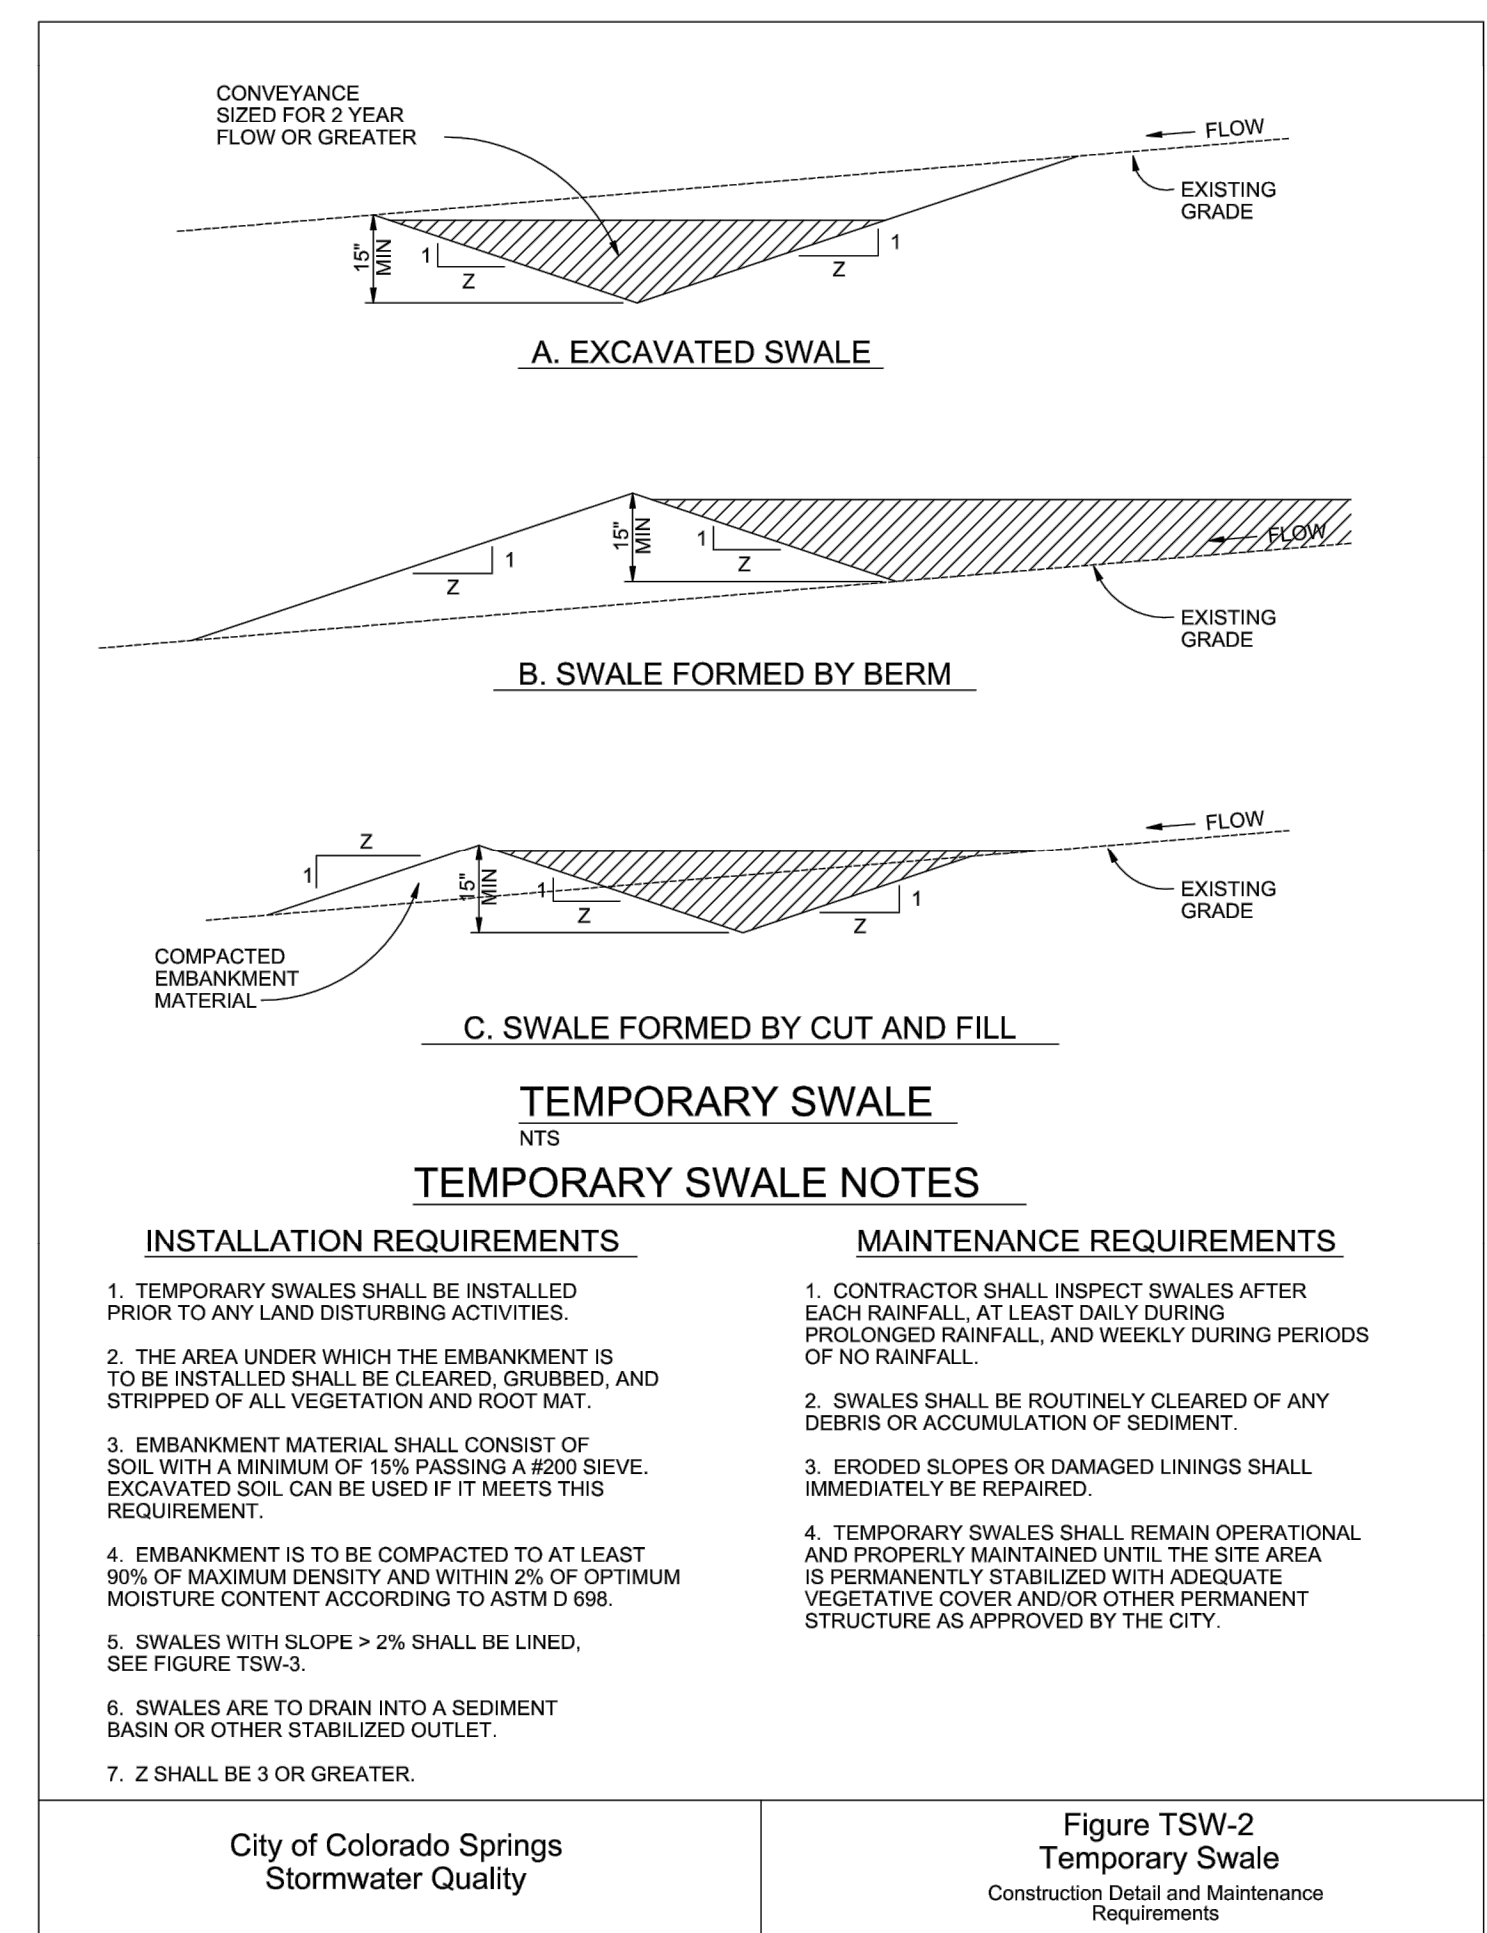 CONVEYANCE
SIZED FOR 2 YEAR
FLOW OR GREATER
FLOW
EXISTING
GRADE
15"
MIN
1
Z
1
Z
A. EXCAVATED SWALE
15"
MIN
1
Z
1
Z
FLOW
EXISTING
GRADE
B. SWALE FORMED BY BERM
Z
1
15"
MIN
1
Z
1
Z
FLOW
EXISTING
GRADE
COMPACTED
EMBANKMENT
MATERIAL
C. SWALE FORMED BY CUT AND FILL
TEMPORARY SWALE
NTS
TEMPORARY SWALE NOTES
INSTALLATION REQUIREMENTS
1. TEMPORARY SWALES SHALL BE INSTALLED
PRIOR TO ANY LAND DISTURBING ACTIVITIES.
2. THE AREA UNDER WHICH THE EMBANKMENT IS
TO BE INSTALLED SHALL BE CLEARED, GRUBBED, AND
STRIPPED OF ALL VEGETATION AND ROOT MAT.
3. EMBANKMENT MATERIAL SHALL CONSIST OF
SOIL WITH A MINIMUM OF 15% PASSING A #200 SIEVE.
EXCAVATED SOIL CAN BE USED IF IT MEETS THIS
REQUIREMENT.
4. EMBANKMENT IS TO BE COMPACTED TO AT LEAST
90% OF MAXIMUM DENSITY AND WITHIN 2% OF OPTIMUM
MOISTURE CONTENT ACCORDING TO ASTM D 698.
5. SWALES WITH SLOPE > 2% SHALL BE LINED,
SEE FIGURE TSW-3.
6. SWALES ARE TO DRAIN INTO A SEDIMENT
BASIN OR OTHER STABILIZED OUTLET.
7. Z SHALL BE 3 OR GREATER.
MAINTENANCE REQUIREMENTS
1. CONTRACTOR SHALL INSPECT SWALES AFTER
EACH RAINFALL, AT LEAST DAILY DURING
PROLONGED RAINFALL, AND WEEKLY DURING PERIODS
OF NO RAINFALL.
2. SWALES SHALL BE ROUTINELY CLEARED OF ANY
DEBRIS OR ACCUMULATION OF SEDIMENT.
3. ERODED SLOPES OR DAMAGED LININGS SHALL
IMMEDIATELY BE REPAIRED.
4. TEMPORARY SWALES SHALL REMAIN OPERATIONAL
AND PROPERLY MAINTAINED UNTIL THE SITE AREA
IS PERMANENTLY STABILIZED WITH ADEQUATE
VEGETATIVE COVER AND/OR OTHER PERMANENT
STRUCTURE AS APPROVED BY THE CITY.
City of Colorado Springs
Stormwater Quality
Figure TSW-2
Temporary Swale
Construction Detail and Maintenance
Requirements